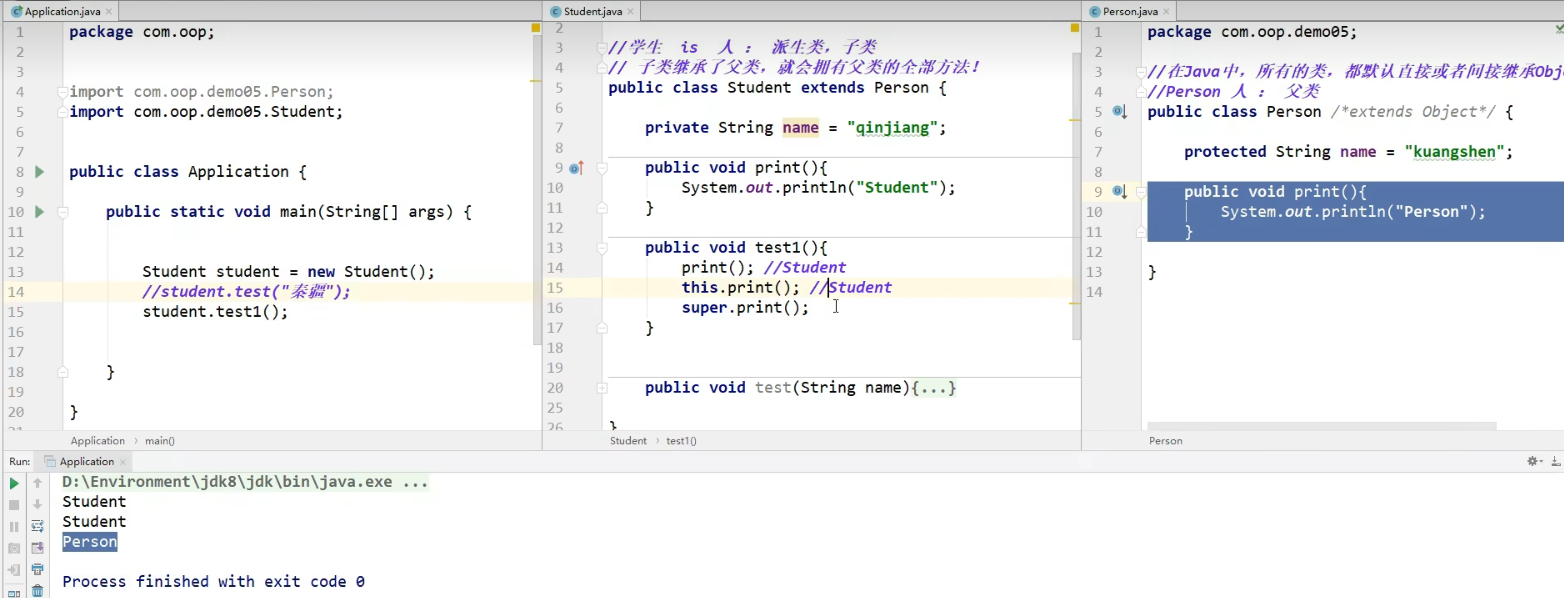 Application.java
1 package com.oop;
2
3
4 import com.oop.demo05.Person;
5 import com.oop.demo05.Student;
6
7
8 public class Application {
9
10 public static void main(String[] args) {
11
12
13 Student student = new Student();
14 //student.test("秦疆");
15 student.test1();
16
17
18 }
19
20 }
Application › main()
Student.java
2
3 //学生 is 人 : 派生类，子类
4 // 子类继承了父类，就会拥有父类的全部方法！
5 public class Student extends Person {
6
7 private String name = "qinjiang";
8
9 public void print(){
10 System.out.println("Student");
11 }
12
13 public void test1(){
14 print(); //Student
15 this.print(); //Student
16 super.print();
17 }
18
19
20 public void test(String name){...}
25
26 }
Student › test1()
Person.java
1 package com.oop.demo05;
2
3 //在Java中，所有的类，都默认直接或者间接继承Obj
4 //Person 人 : 父类
5 public class Person /*extends Object*/ {
6
7 protected String name = "kuangshen";
8
9 public void print(){
10 System.out.println("Person");
11 }
12
13 }
14
Person
Run: Application
D:\Environment\jdk8\jdk\bin\java.exe ...
Student
Student
Person
Process finished with exit code 0